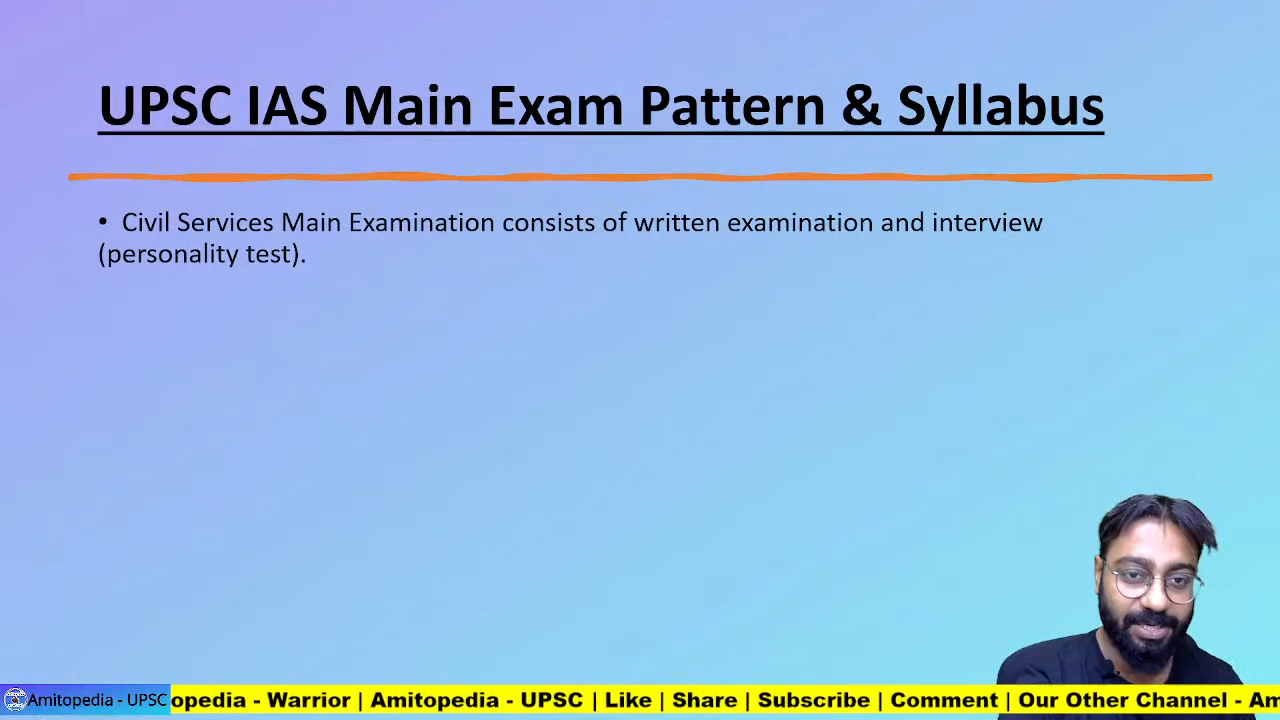 UPSC IAS Main Exam Pattern & Syllabus
• Civil Services Main Examination consists of written examination and interview
(personality test).
Amitopedia - UPSC
opedia - Warrior | Amitopedia - UPSC | Like | Share | Subscribe | Comment | Our Other Channel - Am